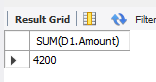 Result Grid Filter
SUM(D1.Amount)
4200